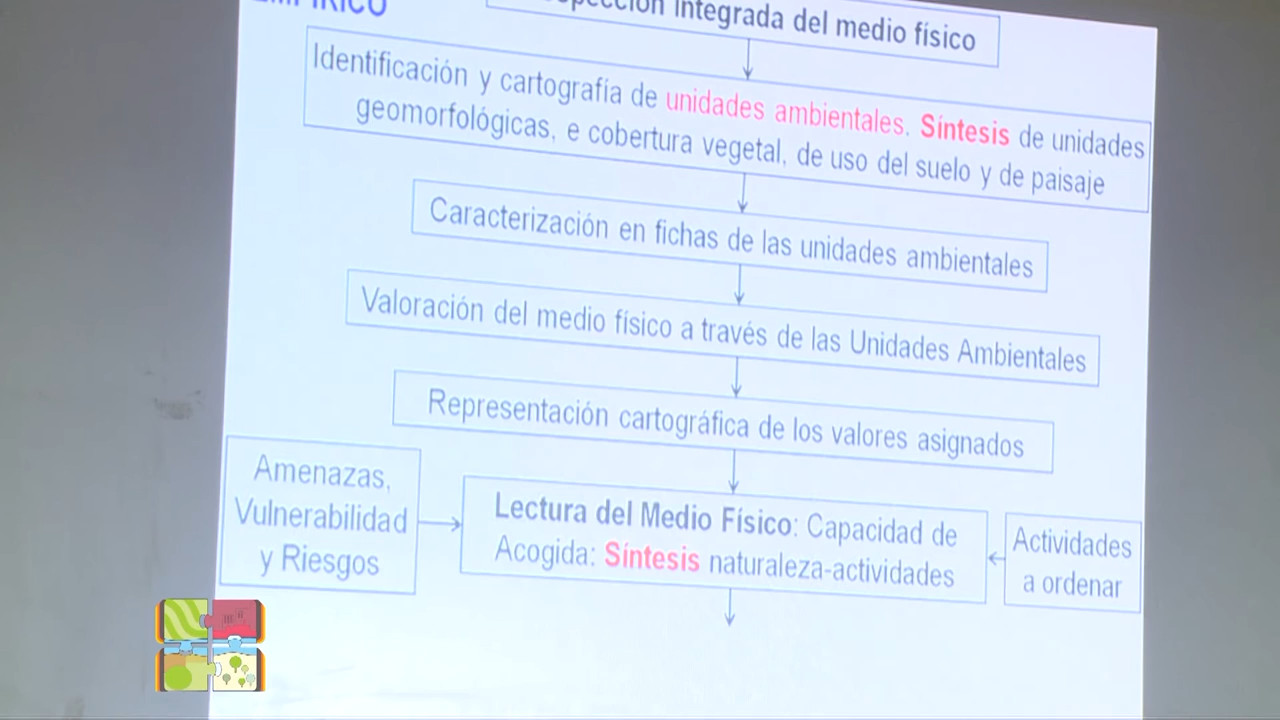 integrada del medio físico
Identificación y cartografía de unidades ambientales. Síntesis de unidades
geomorfológicas, e cobertura vegetal, de uso del suelo y de paisaje
Caracterización en fichas de las unidades ambientales
Valoración del medio físico a través de las Unidades Ambientales
Representación cartográfica de los valores asignados
Amenazas,
Vulnerabilidad
y Riesgos
Lectura del Medio Físico: Capacidad de
Acogida: Síntesis naturaleza-actividades
Actividades
a ordenar